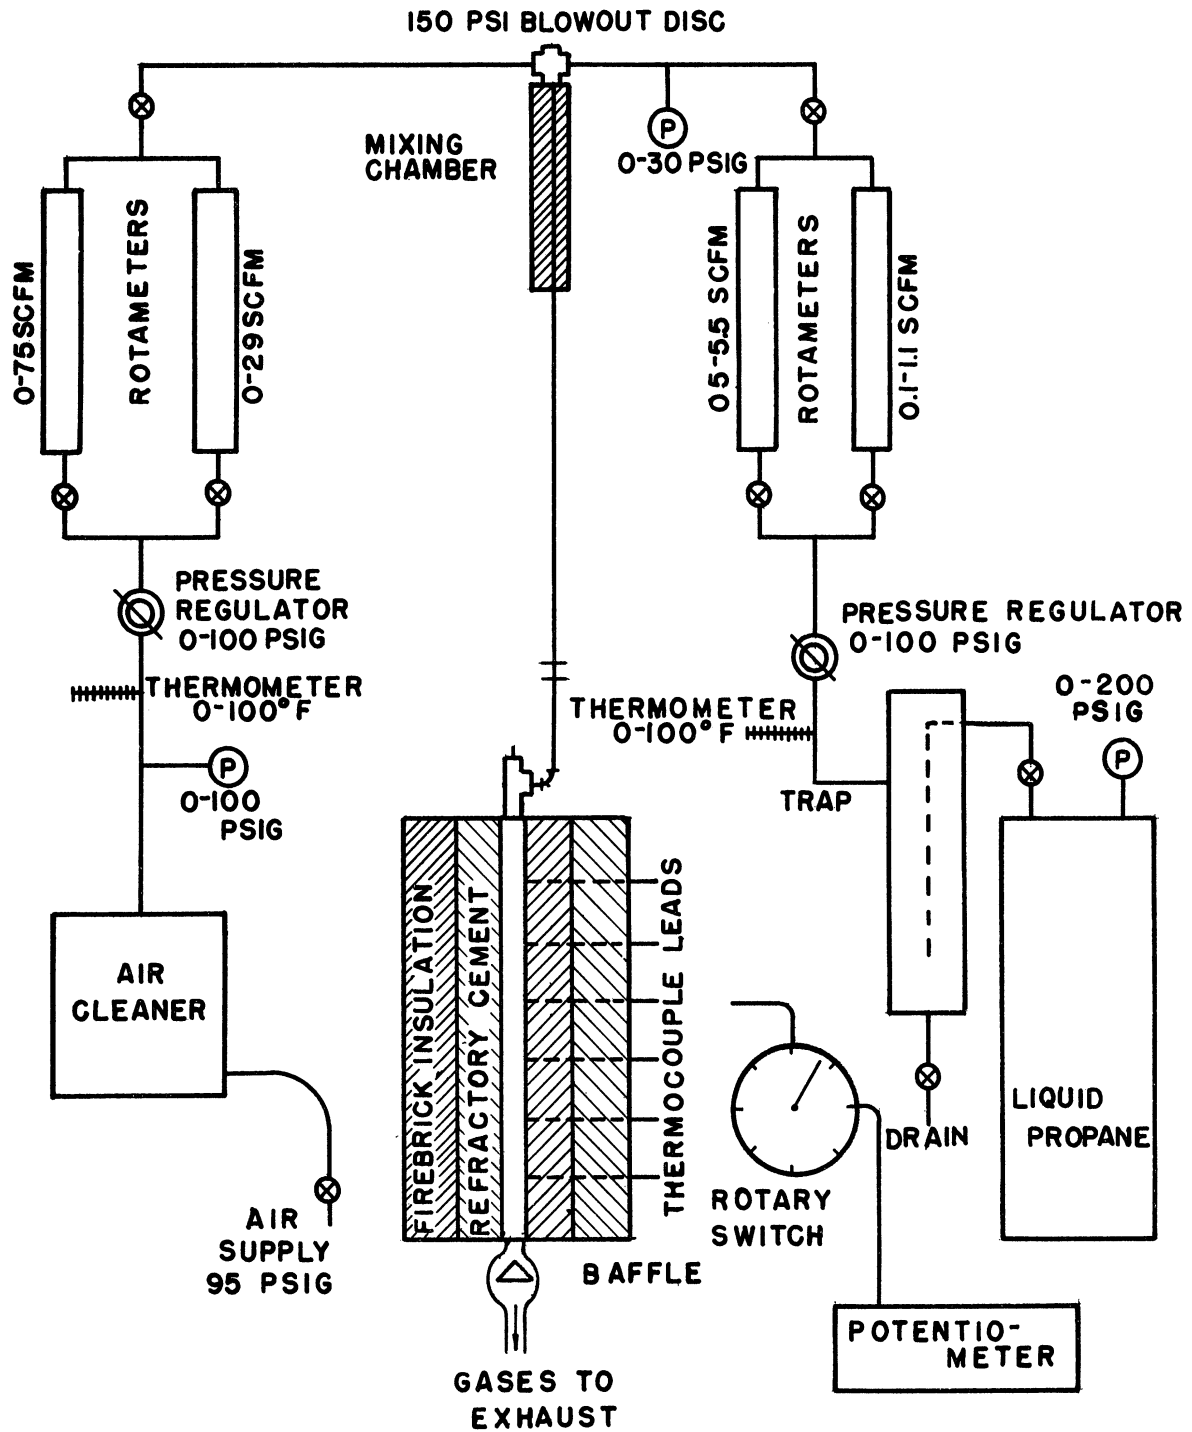 150 PSI BLOWOUT DISC
MIXING
CHAMBER
P
0-30 PSIG
0-75 SCFM
ROTAMETERS
0-29 SCFM
05-5.5 SCFM
ROTAMETERS
0.1-1.1 SCFM
PRESSURE
REGULATOR
0-100 PSIG
THERMOMETER
0-100°F
P
0-100
PSIG
PRESSURE REGULATOR
0-100 PSIG
THERMOMETER
0-100°F
TRAP
0-200
PSIG
P
AIR
CLEANER
AIR
SUPPLY
95 PSIG
FIREBRICK INSULATION
REFRACTORY CEMENT
THERMOCOUPLE LEADS
ROTARY
SWITCH
DRAIN
LIQUID
PROPANE
BAFFLE
POTENTIO-
METER
GASES TO
EXHAUST